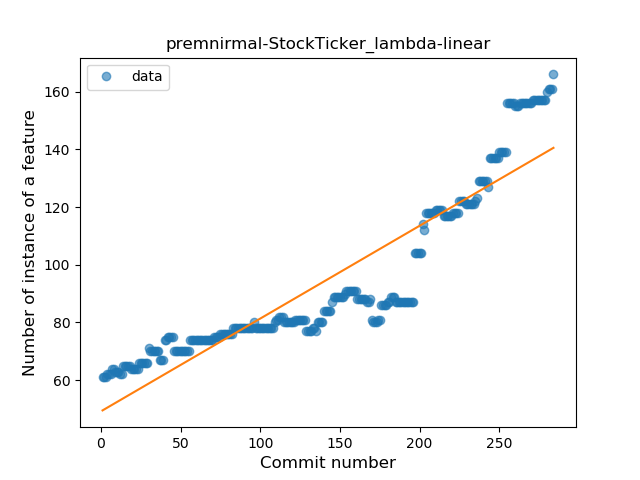 premnirmal-StockTicker_lambda-linear
data
Number of instance of a feature
160
140
120
100
80
60
0 50 100 150 200 250
Commit number